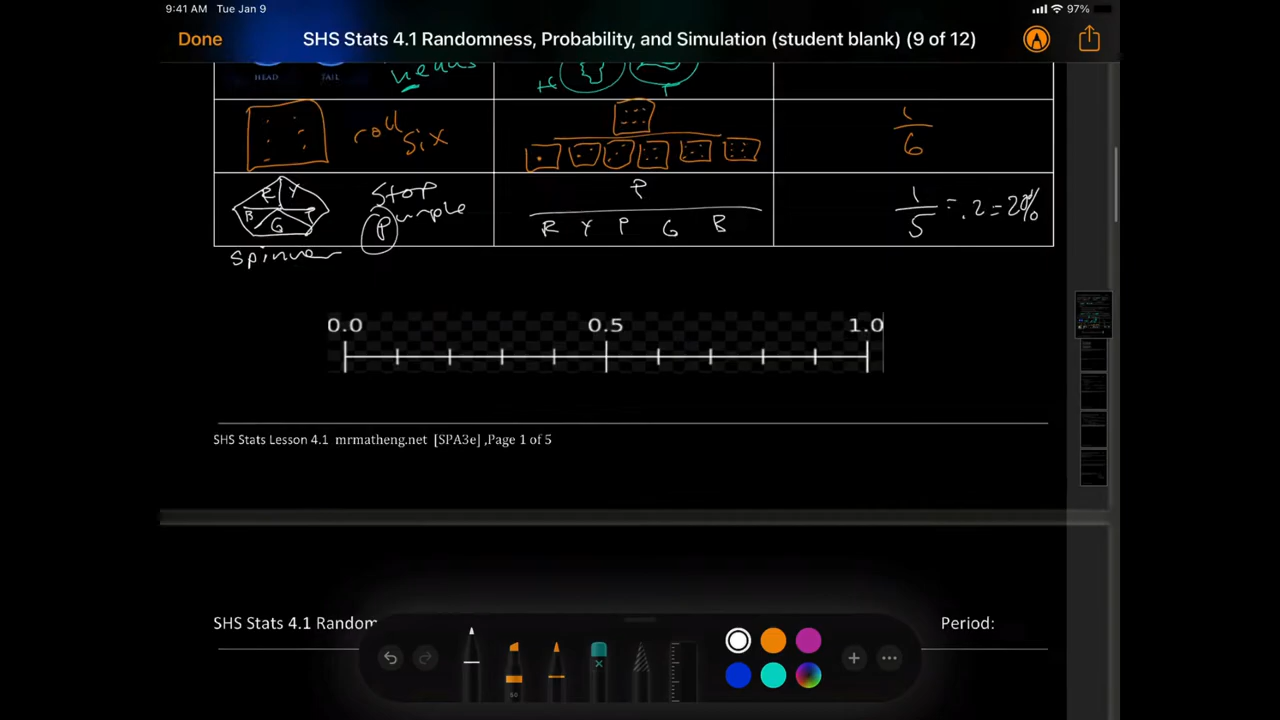 9:41 AM Tue Jan 9
97%
Done
SHS Stats 4.1 Randomness, Probability, and Simulation (student blank) (9 of 12)
HEAD TAIL heads H T
roll six
1/6
R Y B G
Stop Purple
P
P
R Y P G B
1/5 = .2 = 20%
spinner
0.0 0.5 1.0
SHS Stats Lesson 4.1 mrmatheng.net [SPA3e] ,Page 1 of 5
SHS Stats 4.1 Random
Period:
50